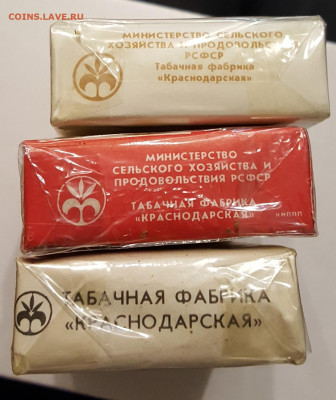 COINS.LAVE.RU
МИНИСТЕРСТВО СЕЛЬСКОГО
ХОЗЯЙСТВА И ПРОДОВОЛЬС
РСФСР
Табачная фабрика
«Краснодарская»
МИНИСТЕРСТВО
СЕЛЬСКОГО ХОЗЯЙСТВА И
ПРОДОВОЛЬСТВИЯ РСФСР
ТАБАЧНАЯ ФАБРИКА
«КРАСНОДАРСКАЯ»
ТАБАЧНАЯ ФАБРИКА
«КРАСНОДАРСКАЯ»